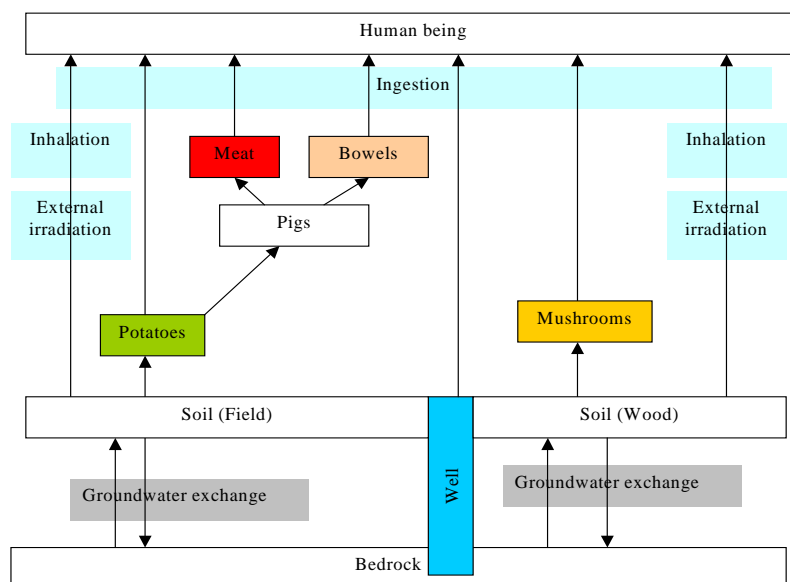 Human being
Ingestion
Inhalation
Meat
Bowels
Inhalation
External
irradiation
Pigs
External
irradiation
Potatoes
Mushrooms
Soil (Field)
Soil (Wood)
Well
Groundwater exchange
Groundwater exchange
Bedrock